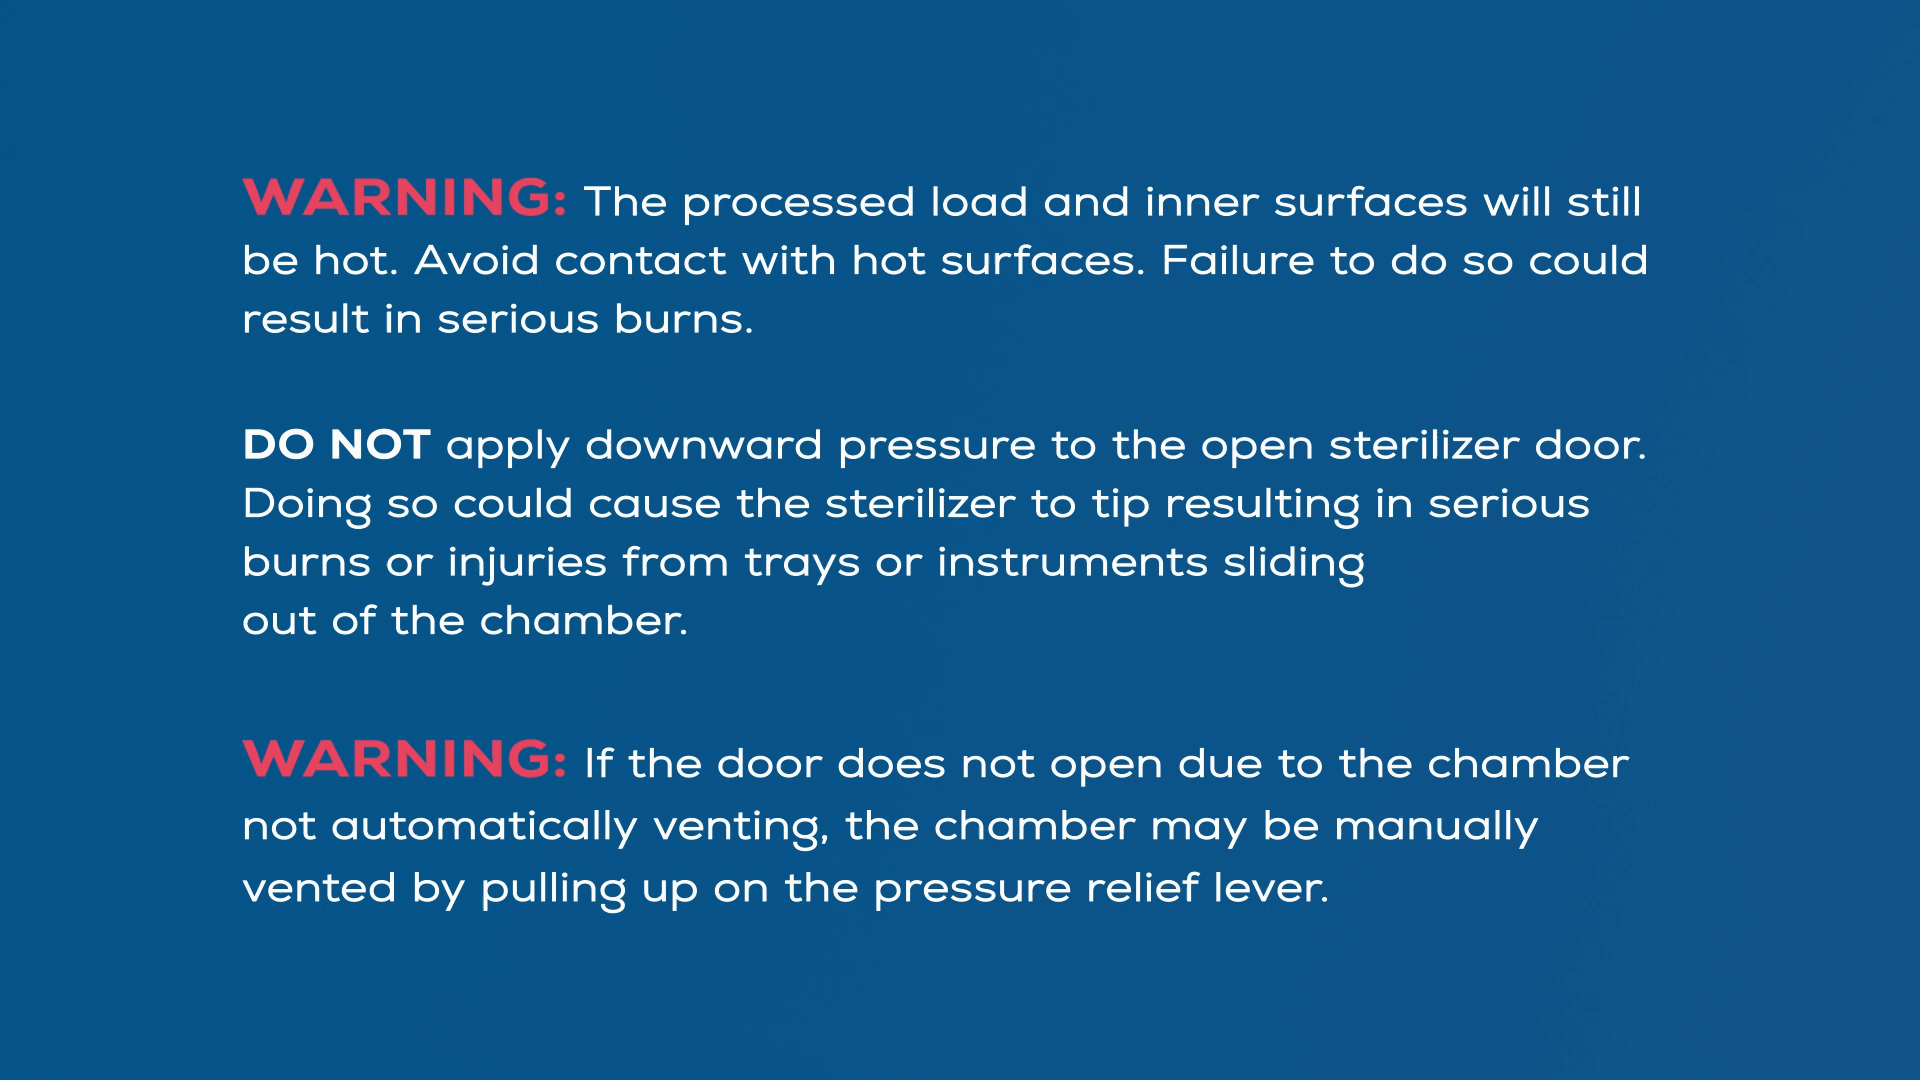 WARNING: The processed load and inner surfaces will still
be hot. Avoid contact with hot surfaces. Failure to do so could
result in serious burns.
DO NOT apply downward pressure to the open sterilizer door.
Doing so could cause the sterilizer to tip resulting in serious
burns or injuries from trays or instruments sliding
out of the chamber.
WARNING: If the door does not open due to the chamber
not automatically venting, the chamber may be manually
vented by pulling up on the pressure relief lever.